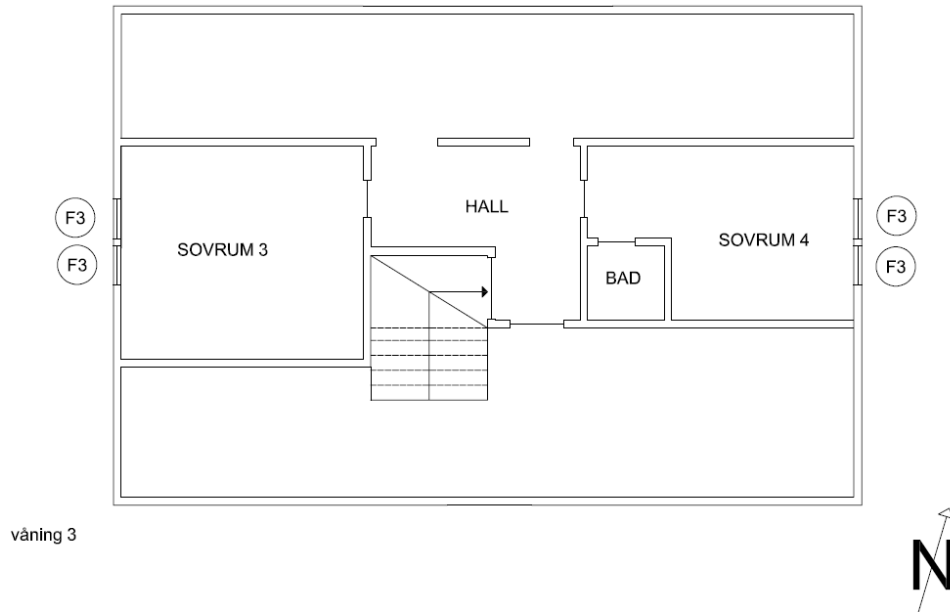 HALL
F3
F3
SOVRUM 3
SOVRUM 4
F3
F3
BAD
våning 3
N